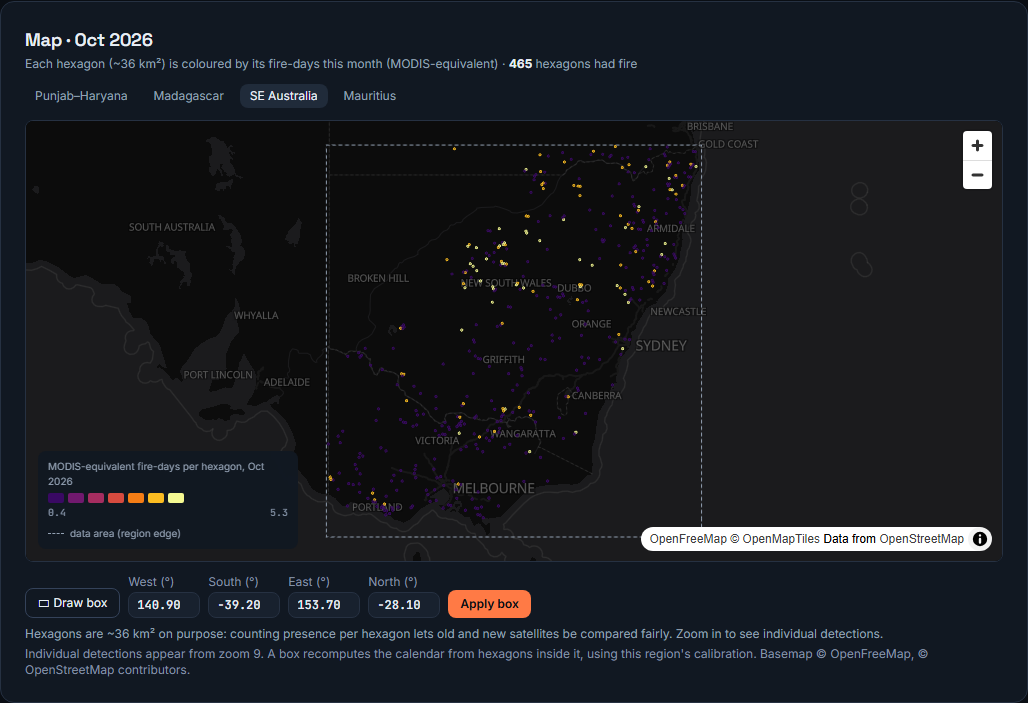 Map · Oct 2026
Each hexagon (~36 km²) is coloured by its fire-days this month (MODIS-equivalent) · 465 hexagons had fire
Punjab–Haryana Madagascar SE Australia Mauritius
BRISBANE
GOLD COAST
+
−
SOUTH AUSTRALIA
ARMIDALE
BROKEN HILL
NEW SOUTH WALES
DUBBO
WHYALLA
NEWCASTLE
ORANGE
SYDNEY
GRIFFITH
PORT LINCOLN
ADELAIDE
CANBERRA
VICTORIA
WANGARATTA
MELBOURNE
PORTLAND
MODIS-equivalent fire-days per hexagon, Oct
2026
0.4 5.3
---- data area (region edge)
OpenFreeMap © OpenMapTiles Data from OpenStreetMap
West (°) South (°) East (°) North (°)
Draw box 140.90 -39.20 153.70 -28.10 Apply box
Hexagons are ~36 km² on purpose: counting presence per hexagon lets old and new satellites be compared fairly. Zoom in to see individual detections.
Individual detections appear from zoom 9. A box recomputes the calendar from hexagons inside it, using this region's calibration. Basemap © OpenFreeMap, ©
OpenStreetMap contributors.